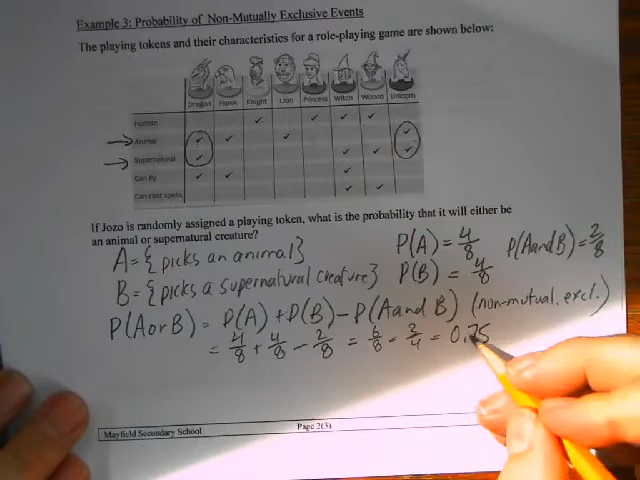 Example 3: Probability of Non-Mutually Exclusive Events
The playing tokens and their characteristics for a role-playing game are shown below:
Dragon Hawk Knight Lion Princess Witch Wizard Unicorn
Human ✓ ✓ ✓ ✓
→ Animal ✓ ✓ ✓ ✓
→ Supernatural ✓ ✓ ✓ ✓
Can fly ✓ ✓ ✓
Can cast spells ✓ ✓
If Jozo is randomly assigned a playing token, what is the probability that it will either be
an animal or supernatural creature?
A = {picks an animal} P(A) = 4/8 P(A and B) = 2/8
B = {picks a supernatural creature} P(B) = 4/8
P(A or B) = P(A) + P(B) - P(A and B) (non-mutual. excl.)
= 4/8 + 4/8 - 2/8 = 6/8 - 3/4 = 0.75
Mayfield Secondary School Page 2(3)